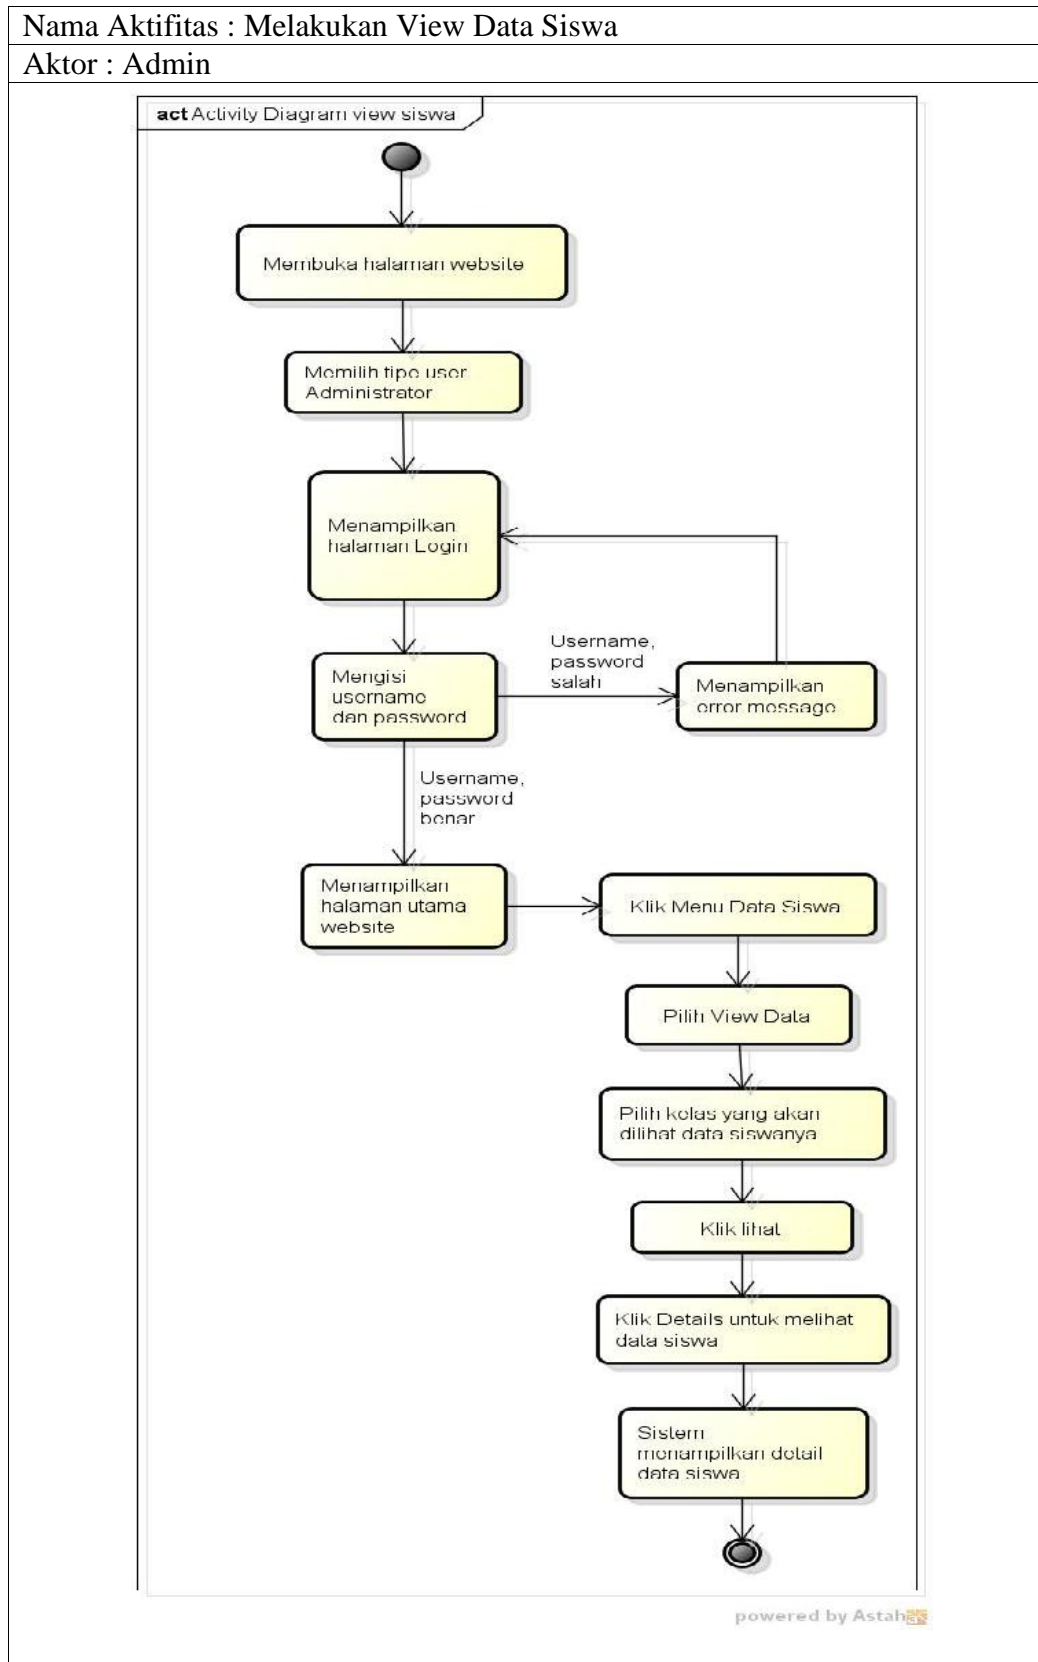 Nama Aktifitas : Melakukan View Data Siswa
Aktor : Admin
act Activity Diagram view siswa
Membuka halaman website
Memilih tipe user
Administrator
Menampilkan
halaman Login
Mengisi
username
dan password
Username,
password
salah
Menampilkan
error message
Username,
password
benar
Menampilkan
halaman utama
website
Klik Menu Data Siswa
Pilih View Data
Pilih kelas yang akan
dilihat data siswanya
Klik lihat
Klik Details untuk melihat
data siswa
Sistem
menampilkan detail
data siswa
powered by Astah